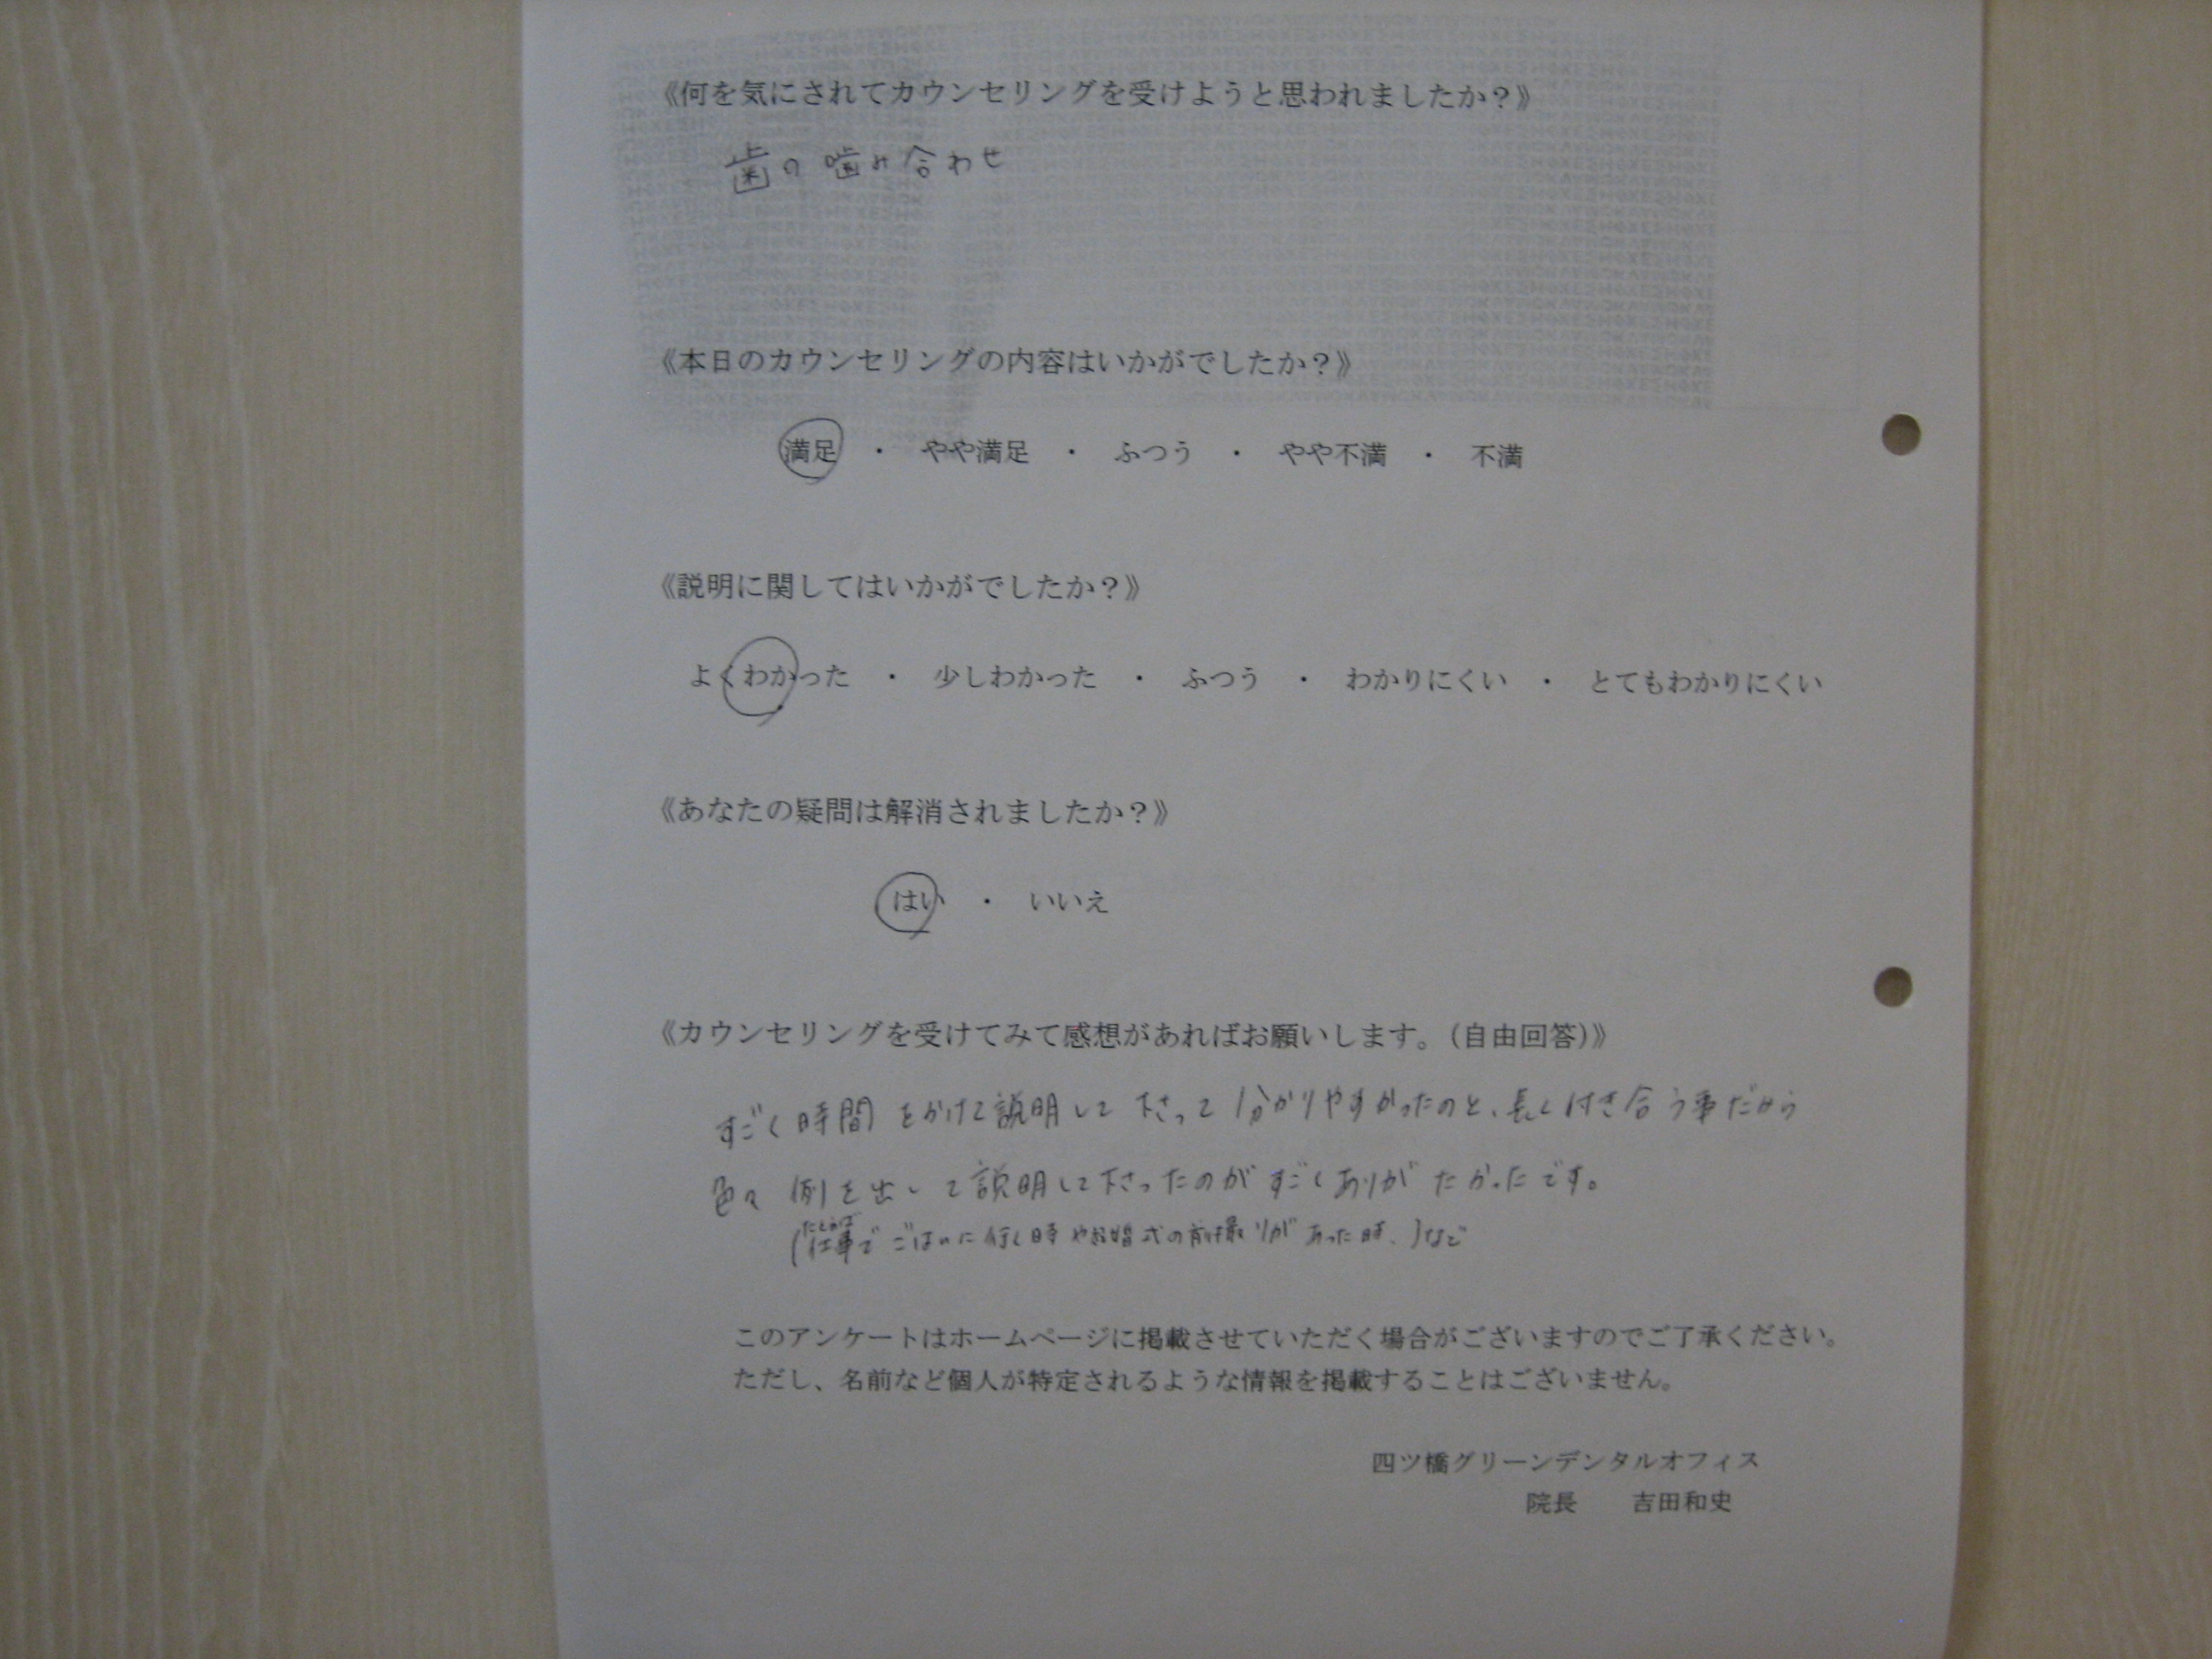 《何を気にされてカウンセリングを受けようと思われましたか？》
歯の噛み合わせ
《本日のカウンセリングの内容はいかがでしたか？》
満足 ・ やや満足 ・ ふつう ・ やや不満 ・ 不満
《説明に関してはいかがでしたか？》
よくわかった ・ 少しわかった ・ ふつう ・ わかりにくい ・ とてもわかりにくい
《あなたの疑問は解消されましたか？》
はい ・ いいえ
《カウンセリングを受けてみて感想があればお願いします。（自由回答）》
すごく時間をかけて説明して下さって分かりやすかったのと、長く付き合う事だから
色々例を出して説明して下さったのがすごくありがたかったです。
たとえば
(仕事でごはんに行く時や結婚式の前撮りがあった時、)など
このアンケートはホームページに掲載させていただく場合がございますのでご了承ください。
ただし、名前など個人が特定されるような情報を掲載することはございません。
四ツ橋グリーンデンタルオフィス
院長　吉田和史